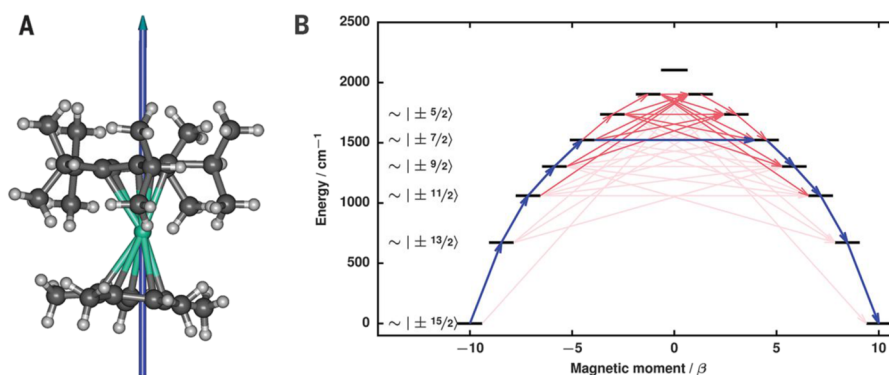 A
B
2500
2000
1500
1000
500
0
Energy / cm⁻¹
∼ | ± 5/2⟩
∼ | ± 7/2⟩
∼ | ± 9/2⟩
∼ | ± 11/2⟩
∼ | ± 13/2⟩
∼ | ± 15/2⟩
−10
−5
0
5
10
Magnetic moment / β